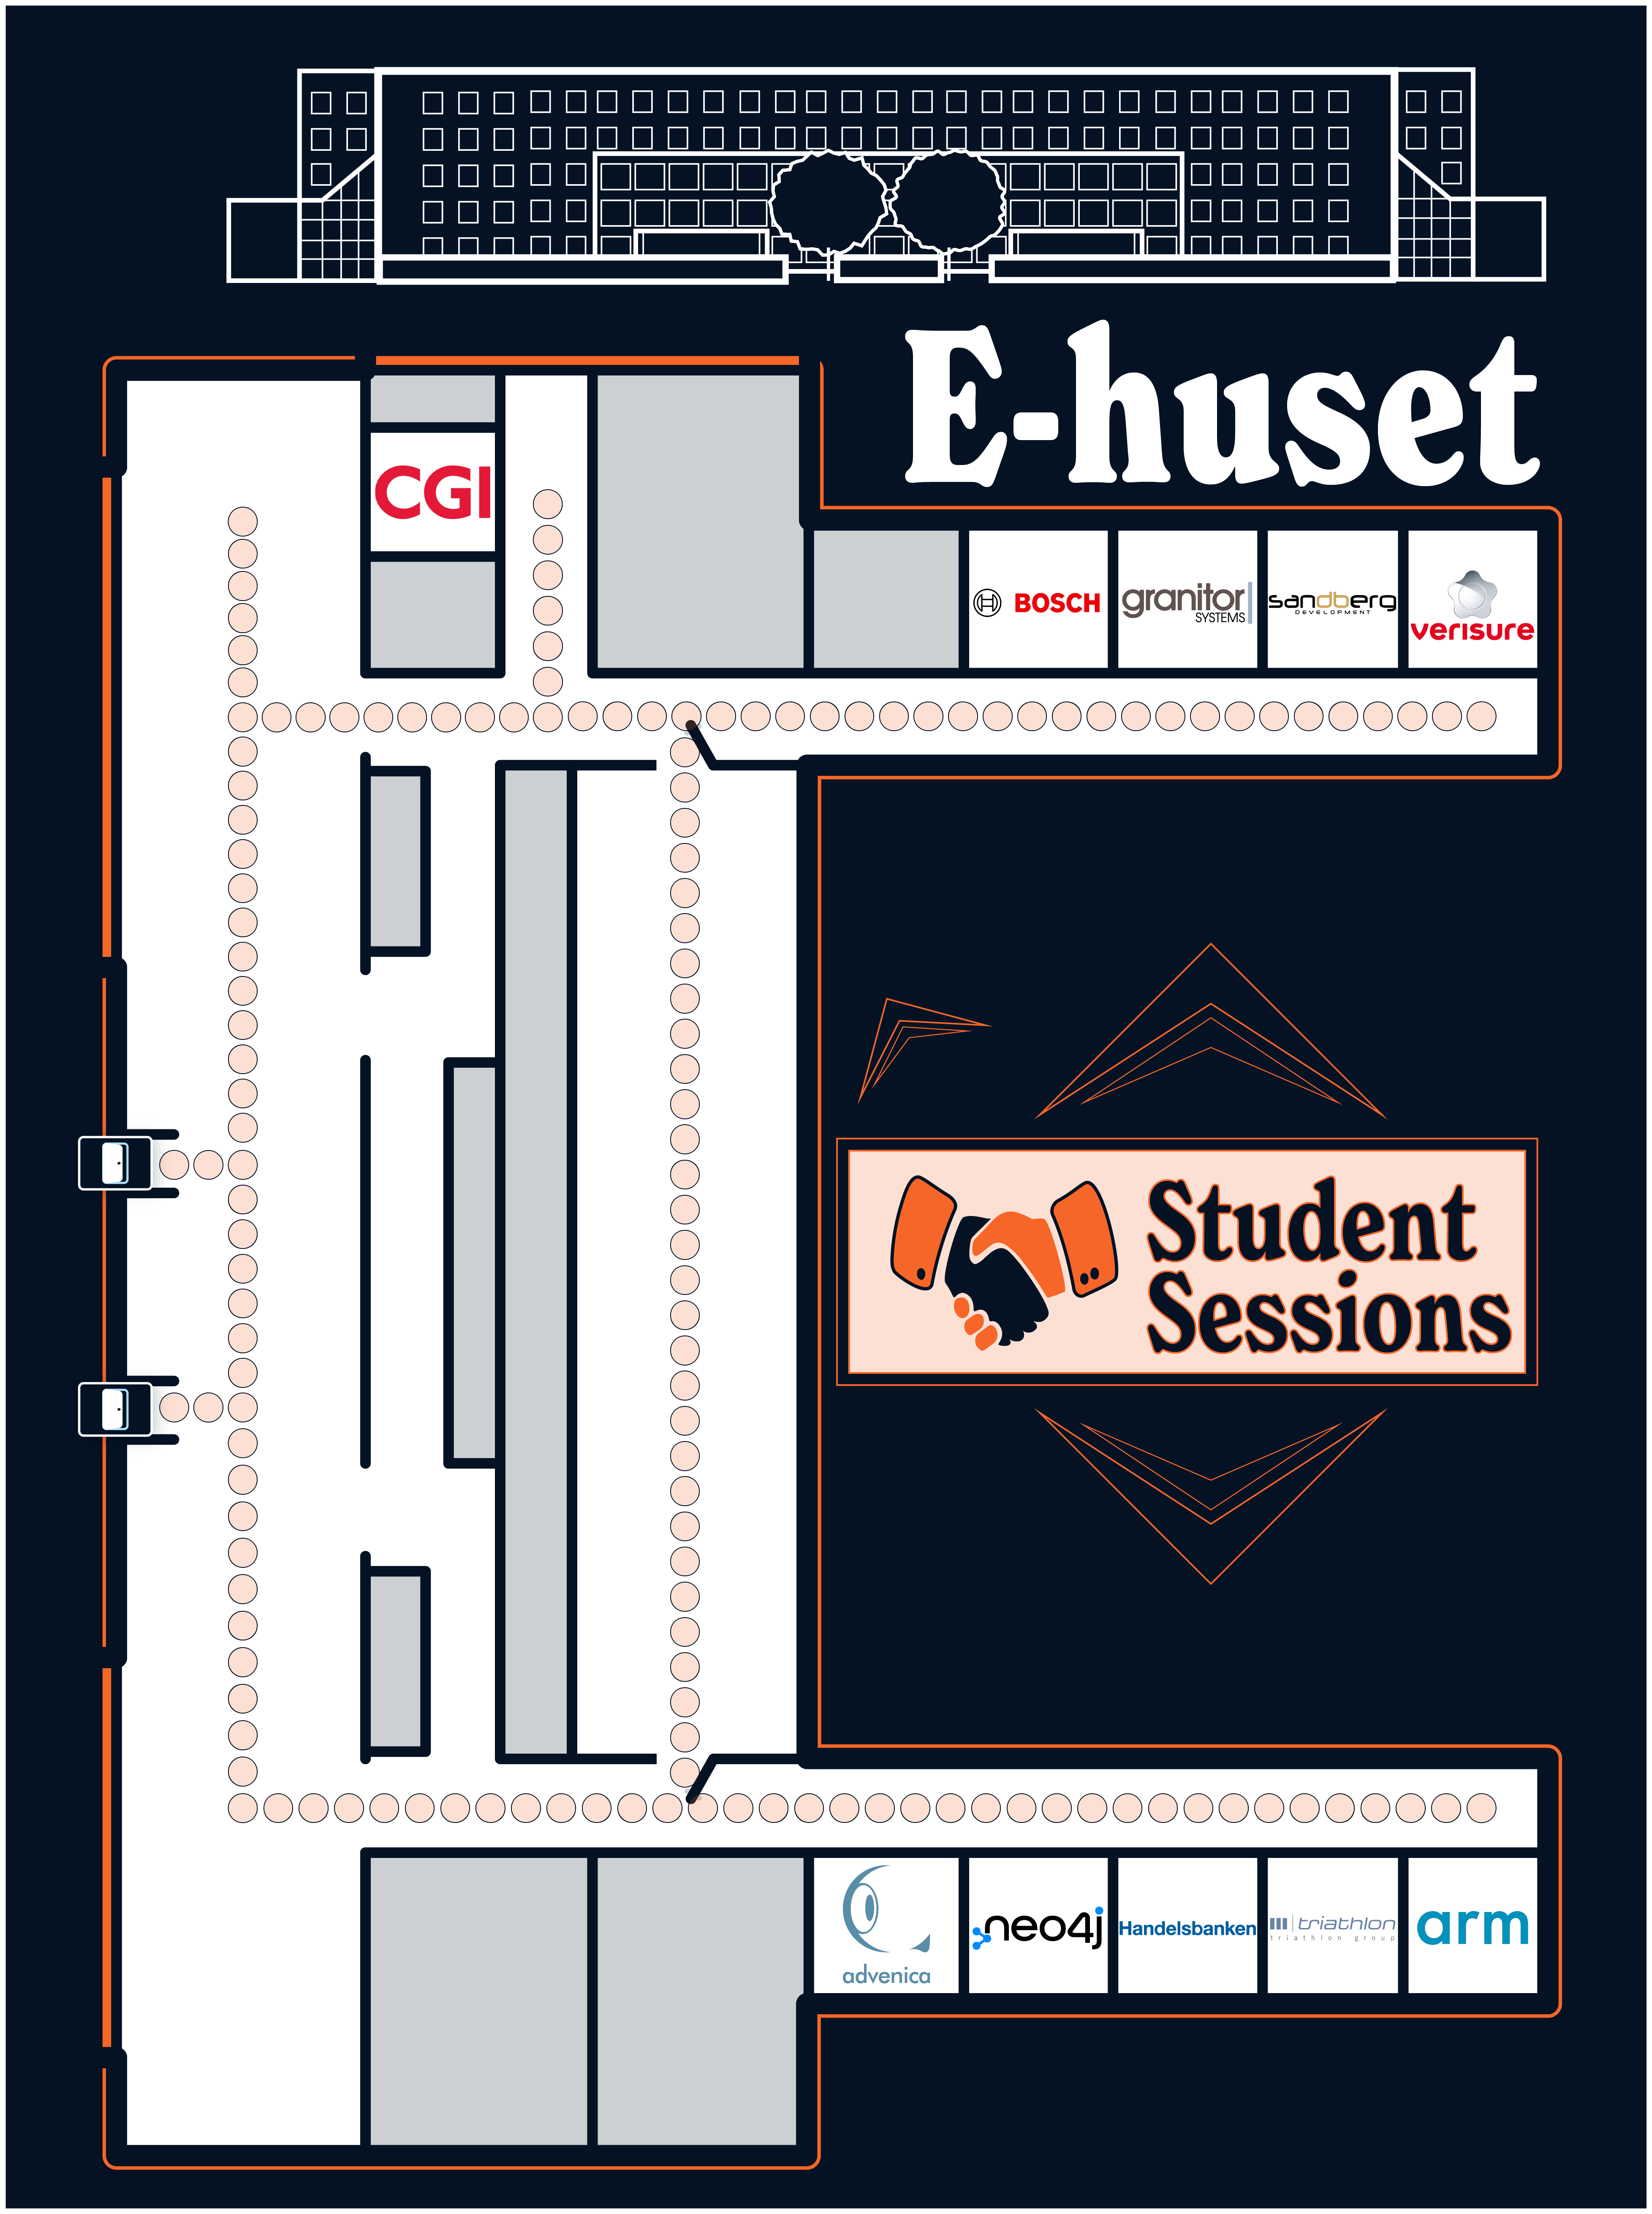 E-huset
CGI
BOSCH
granitor
SYSTEMS
sandberg
DEVELOPMENT
verisure
Student
Sessions
advenica
neo4j
Handelsbanken
triathlon
triathlon group
arm